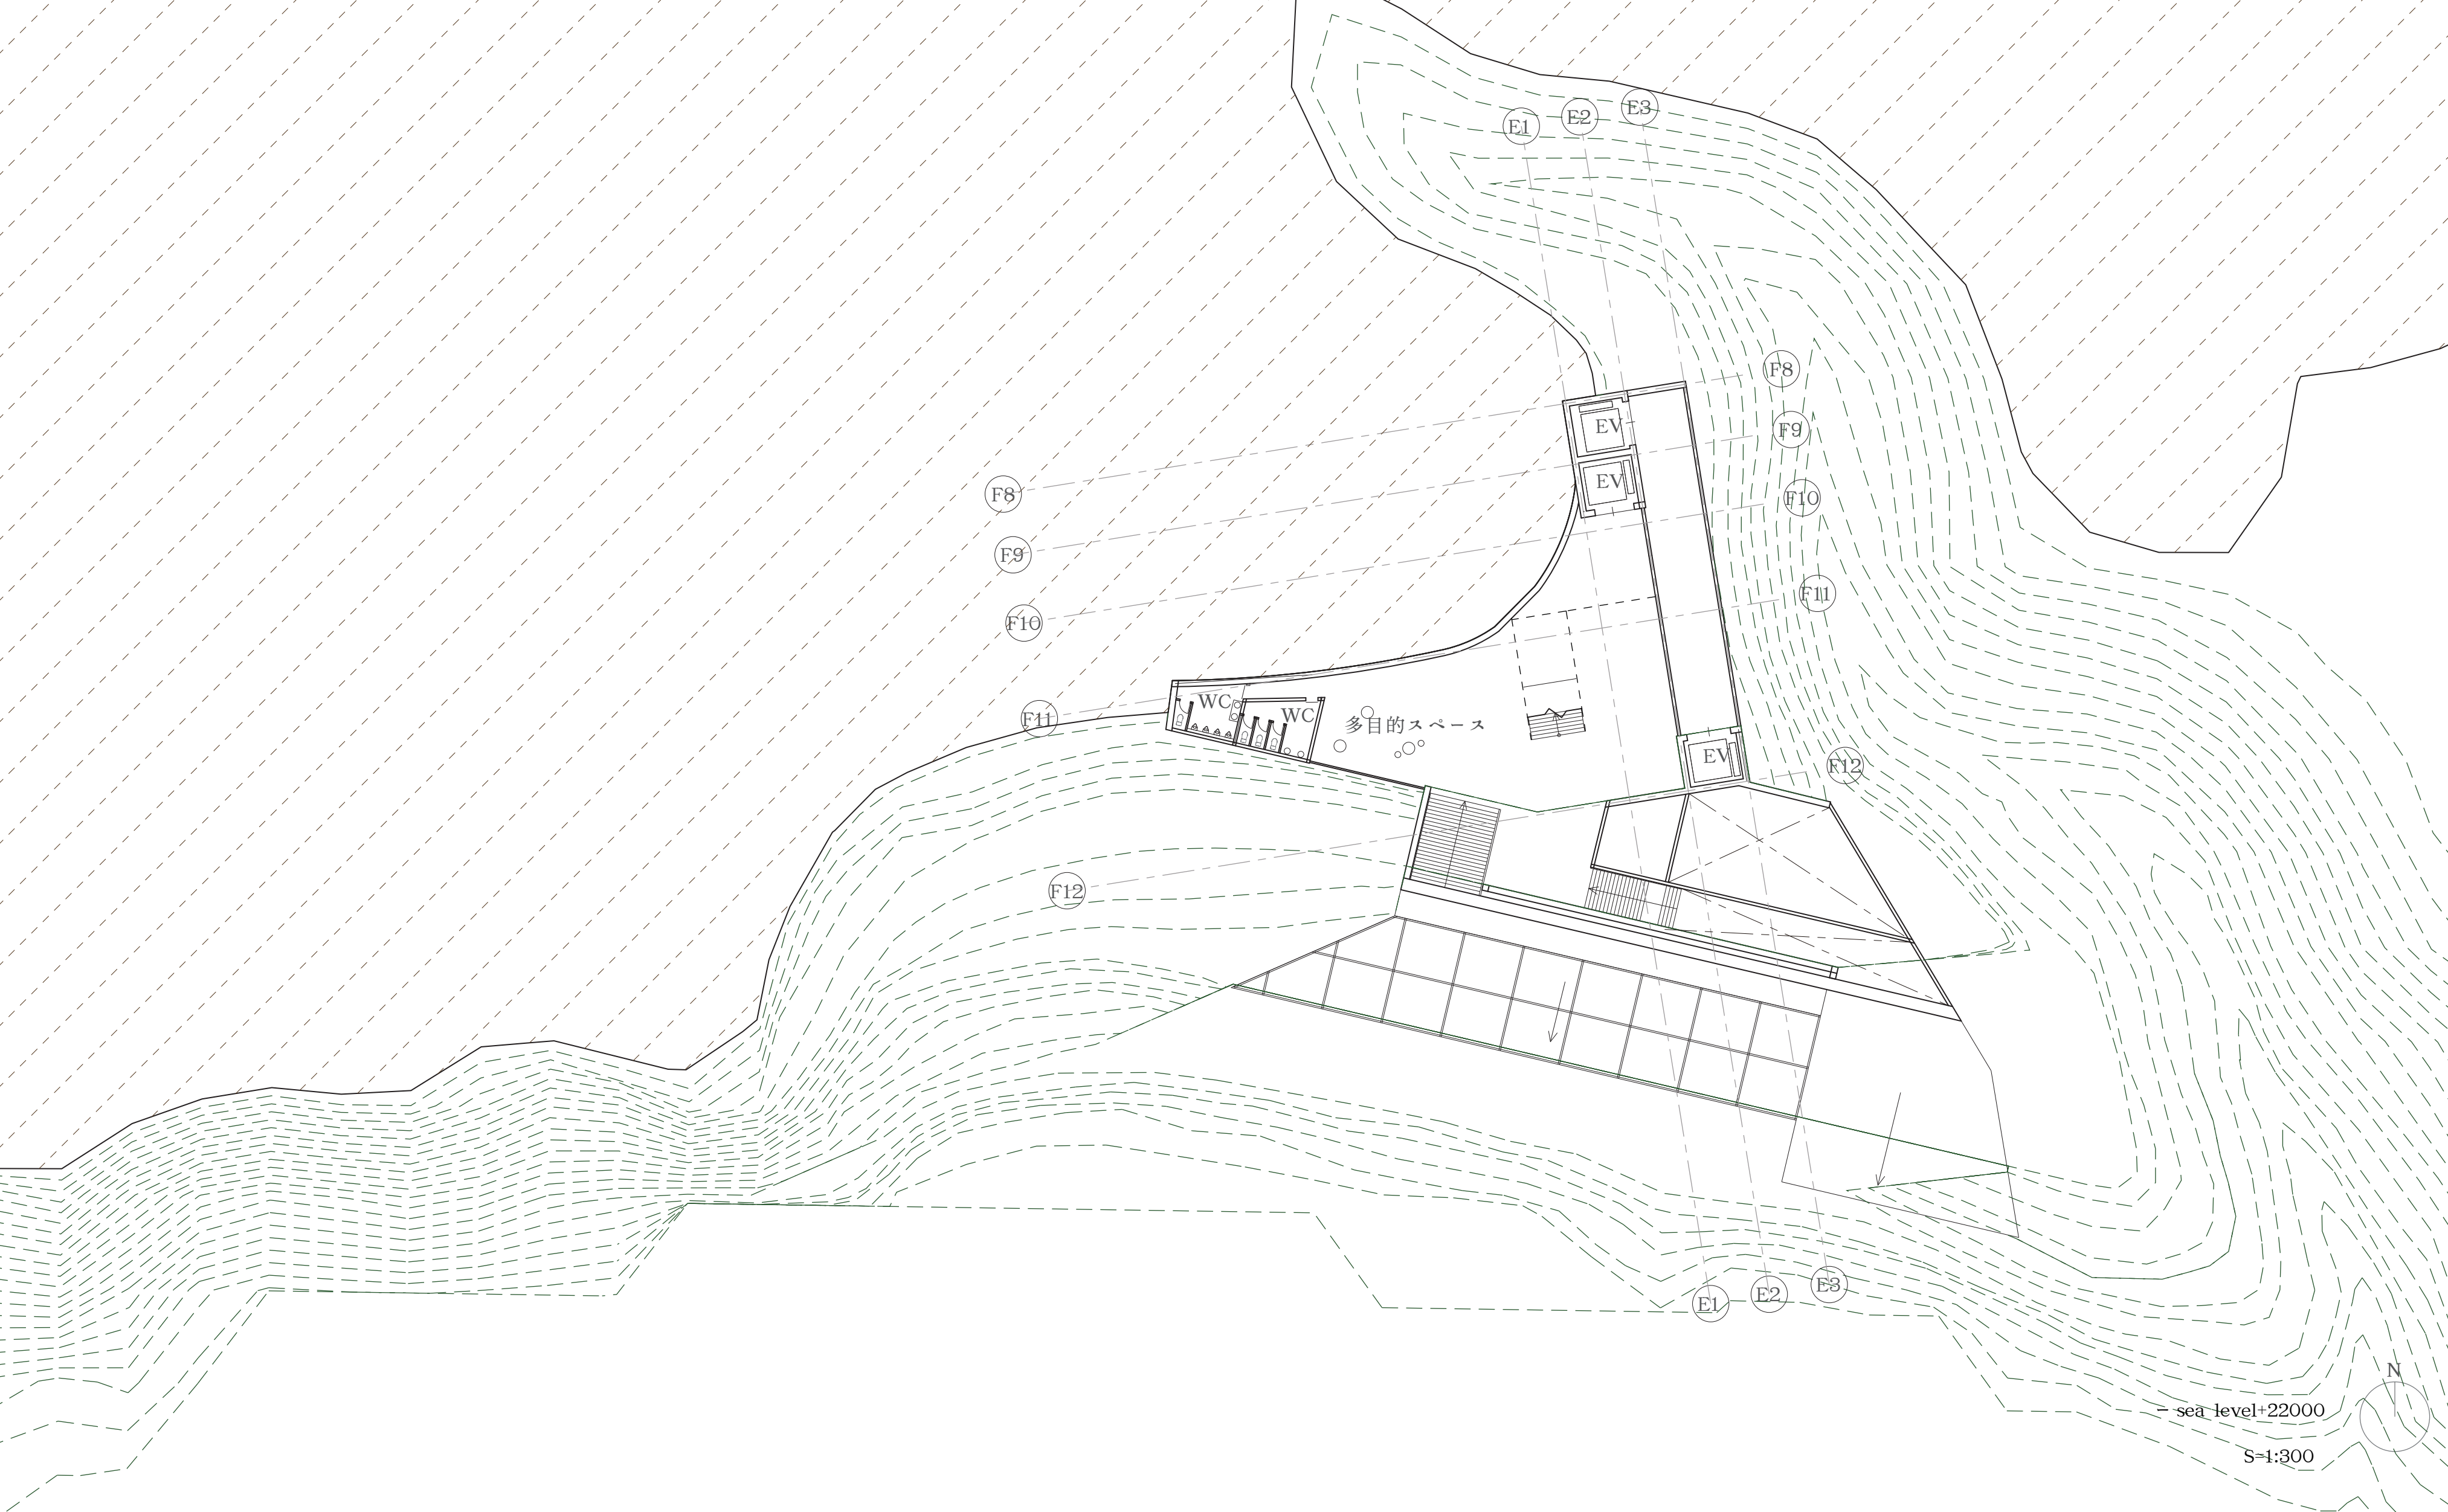 E1 E2 E3
F8
EV
F9
EV
F8
F10
F9
F11
F10
WC
WC
F11
多目的スペース
EV
F12
F12
E1 E2 E3
N
- sea level+22000
S=1:300